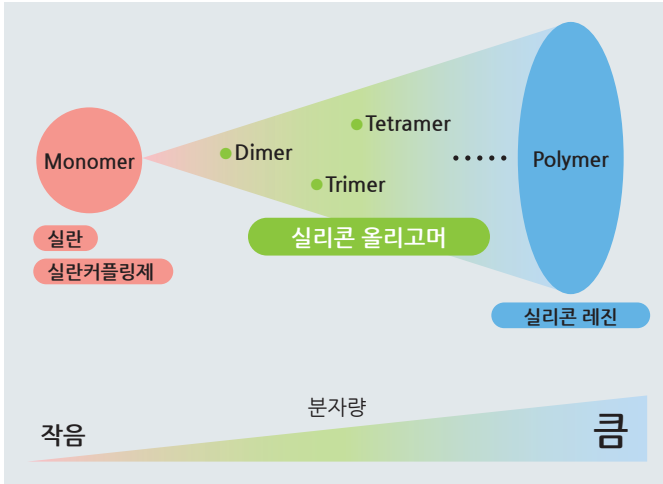 Monomer
Dimer
Tetramer
Trimer
Polymer
실란
실란커플링제
실리콘 올리고머
실리콘 레진
분자량
작음
큼